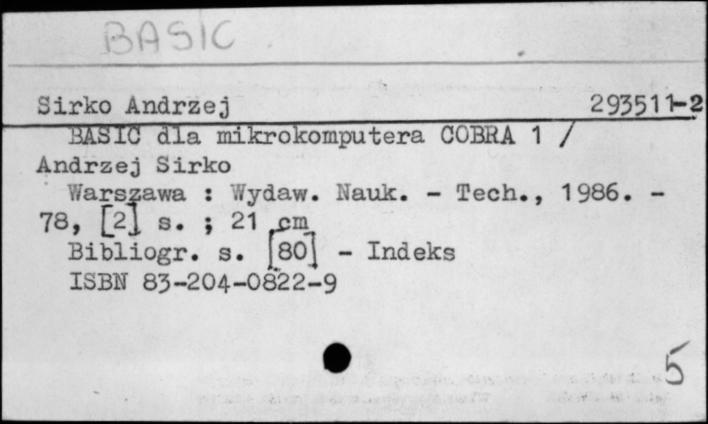 BASIC
Sirko Andrzej 293511-2
BASIC dla mikrokomputera COBRA 1 /
Andrzej Sirko
Warszawa : Wydaw. Nauk. - Tech., 1986. -
78, [2] s. ; 21 cm
Bibliogr. s. [80] - Indeks
ISBN 83-204-0822-9
5